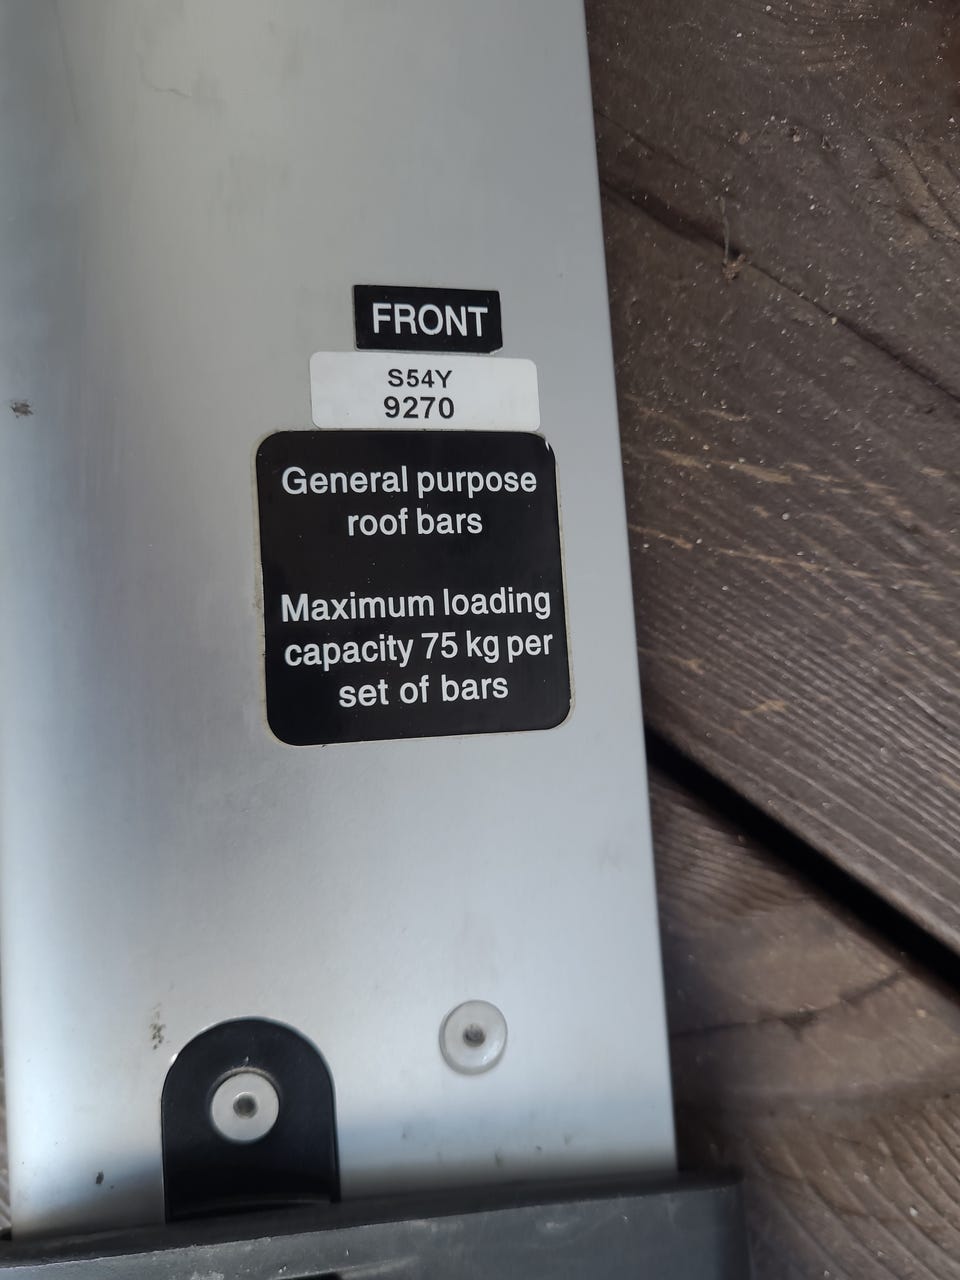 FRONT
S54Y
9270
General purpose
roof bars
Maximum loading
capacity 75 kg per
set of bars